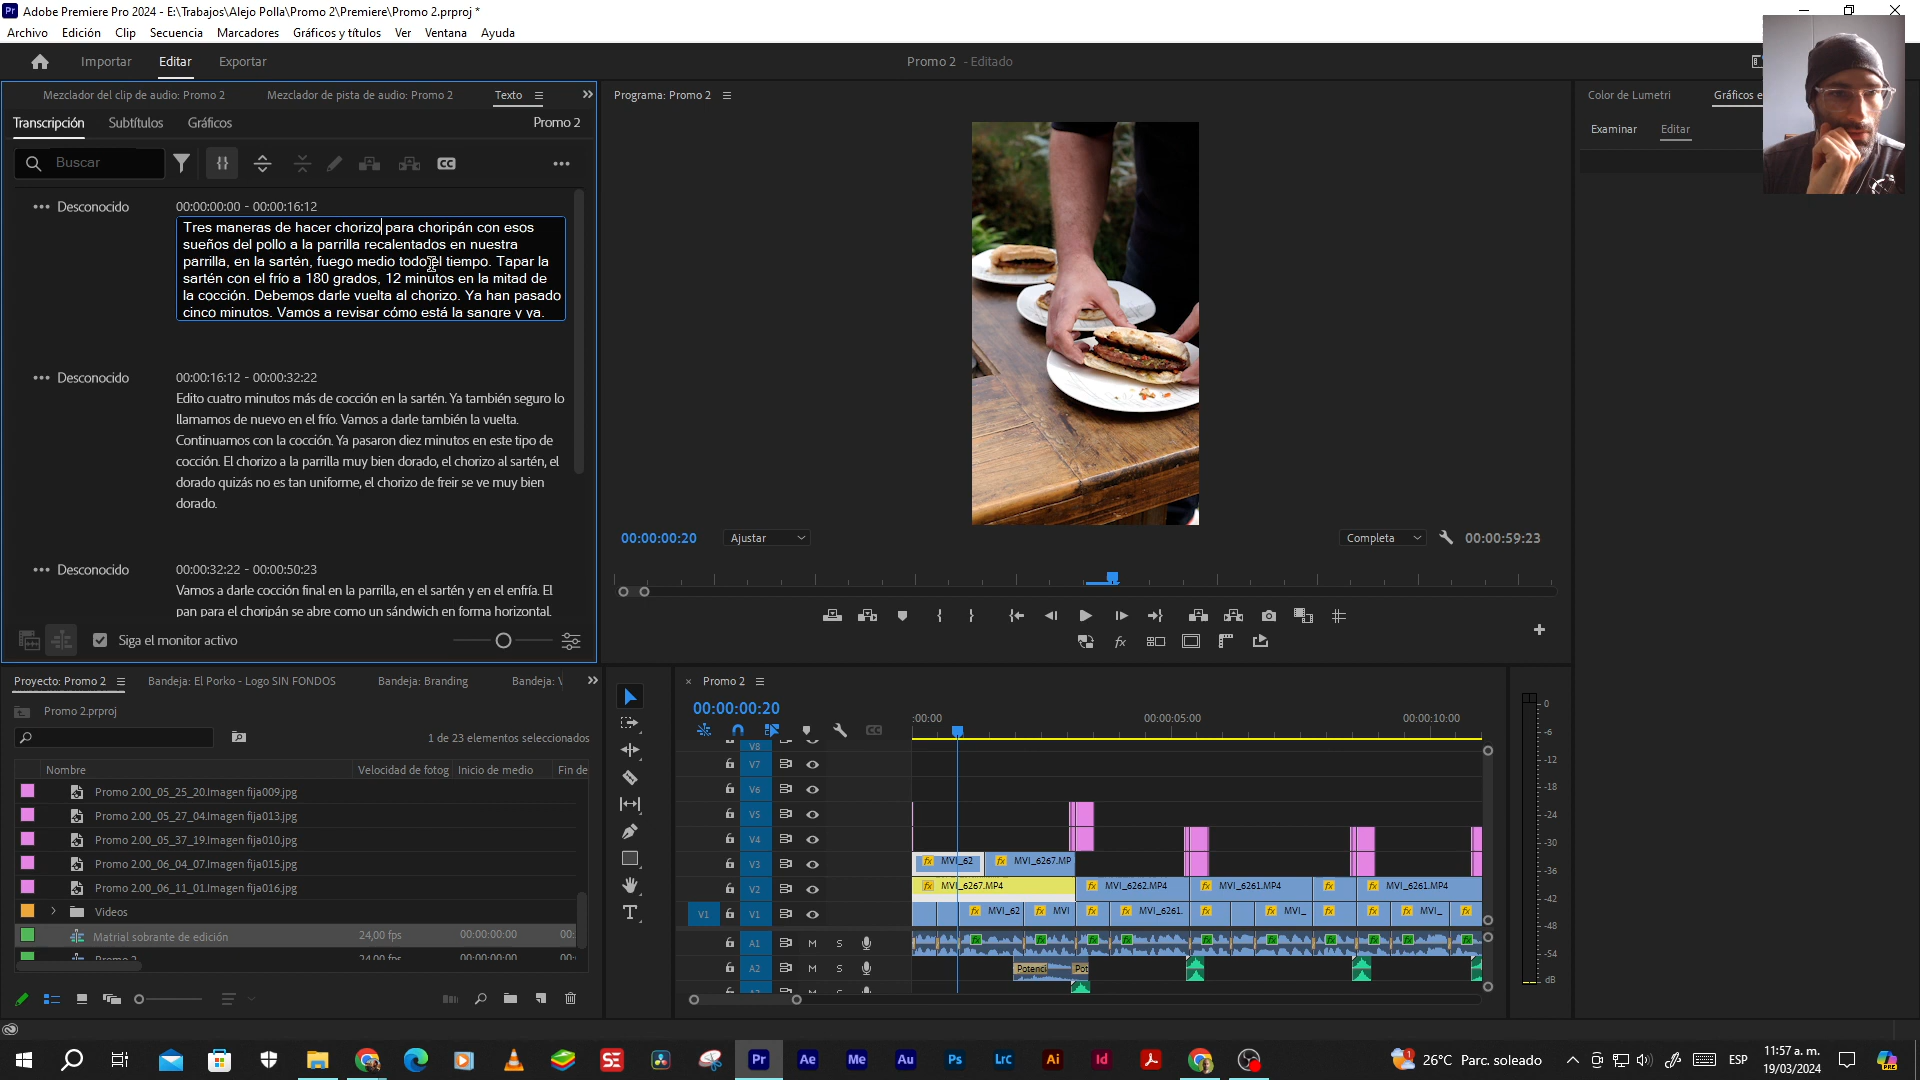 Adobe Premiere Pro 2024 - E:\Trabajos\Alejo Polla\Promo 2\Premiere\Promo 2.prproj *
Archivo Edición Clip Secuencia Marcadores Gráficos y títulos Ver Ventana Ayuda
Importar Editar Exportar
Promo 2 - Editado
Mezclador del clip de audio: Promo 2 Mezclador de pista de audio: Promo 2 Texto
Transcripción Subtítulos Gráficos Promo 2
Buscar
Desconocido 00:00:00:00 - 00:00:16:12
Tres maneras de hacer chorizo para choripán con esos
sueños del pollo a la parrilla recalentados en nuestra
parrilla, en la sartén, fuego medio todo el tiempo. Tapar la
sartén con el frío a 180 grados, 12 minutos en la mitad de
la cocción. Debemos darle vuelta al chorizo. Ya han pasado
cinco minutos. Vamos a revisar cómo está la sangre y ya.
Desconocido 00:00:16:12 - 00:00:32:22
Edito cuatro minutos más de cocción en la sartén. Ya también seguro lo
llamamos de nuevo en el frío. Vamos a darle también la vuelta.
Continuamos con la cocción. Ya pasaron diez minutos en este tipo de
cocción. El chorizo a la parrilla muy bien dorado, el chorizo al sartén, el
dorado quizás no es tan uniforme, el chorizo de freir se ve muy bien
dorado.
Desconocido 00:00:32:22 - 00:00:50:23
Vamos a darle cocción final en la parrilla, en el sartén y en el enfría. El
pan para el choripán se abre como un sándwich en forma horizontal.
Siga el monitor activo
Programa: Promo 2
00:00:00:20 Ajustar Completa 00:00:59:23
Color de Lumetri Gráficos e
Examinar Editar
Proyecto: Promo 2 Bandeja: El Porko - Logo SIN FONDOS Bandeja: Branding Bandeja:
Promo 2.prproj
1 de 23 elementos seleccionados
Nombre Velocidad de fotog Inicio de medio Fin de
Promo 2.00_05_25_20.Imagen fija009.jpg
Promo 2.00_05_27_04.Imagen fija013.jpg
Promo 2.00_05_37_19.Imagen fija010.jpg
Promo 2.00_06_04_07.Imagen fija015.jpg
Promo 2.00_06_11_01.Imagen fija016.jpg
Videos
Matrial sobrante de edición 24,00 fps 00:00:00:00 00:
Promo 2 24,00 fps 00:00:00:00
Promo 2
00:00:00:20
:00:00 00:00:05:00 00:00:10:00
V8
V7
V6
V5
V4
V3 MVI_62 MVI_6267.MP
V2 MVI_6267.MP4 MVI_6262.MP4 MVI_6261.MP4 MVI_6261.MP4
V1 V1 MVI_62 MVI MVI_6261. MVI_ MVI_
A1 M S
A2 M S Potenci Pot
0
-6
-12
-18
-24
-30
-36
-42
-48
-54
dB
Pr Ae Me Au Ps Lrc Ai Id
26°C Parc. soleado
ESP
11:57 a. m.
19/03/2024